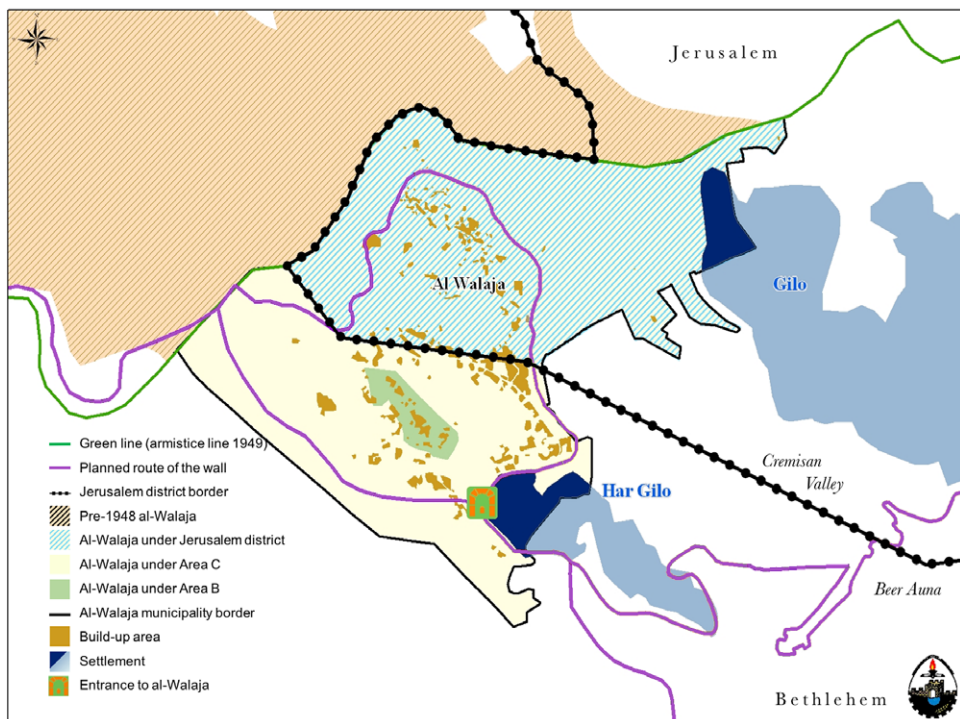 Jerusalem
Al Walaja
Gilo
Green line (armistice line 1949)
Planned route of the wall
Jerusalem district border
Pre-1948 al-Walaja
Al-Walaja under Jerusalem district
Al-Walaja under Area C
Al-Walaja under Area B
Al-Walaja municipality border
Build-up area
Settlement
Entrance to al-Walaja
Har Gilo
Cremisan
Valley
Beer Auna
Bethlehem